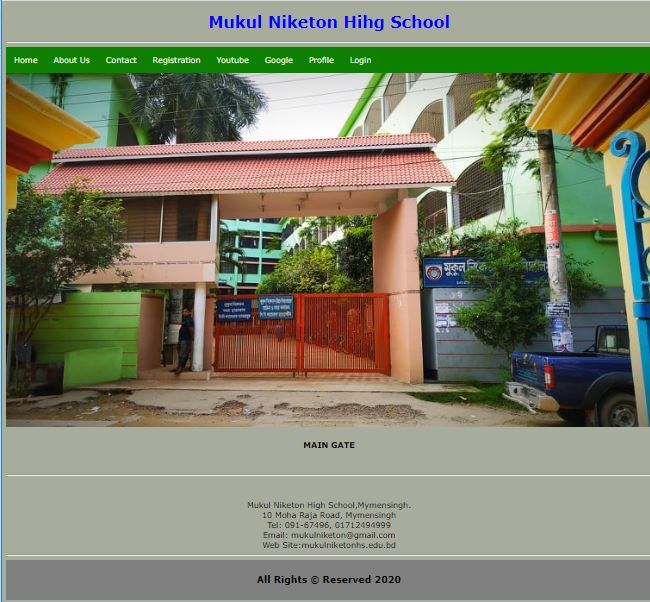 Mukul Niketon Hihg School
Home About Us Contact Registration Youtube Google Profile Login
মুকুল
MAIN GATE
Mukul Niketon High School,Mymensingh.
10 Moha Raja Road, Mymensingh
Tel: 091-67496, 01712494999
Email: mukulniketon@gmail.com
Web Site:mukulniketonhs.edu.bd
All Rights © Reserved 2020